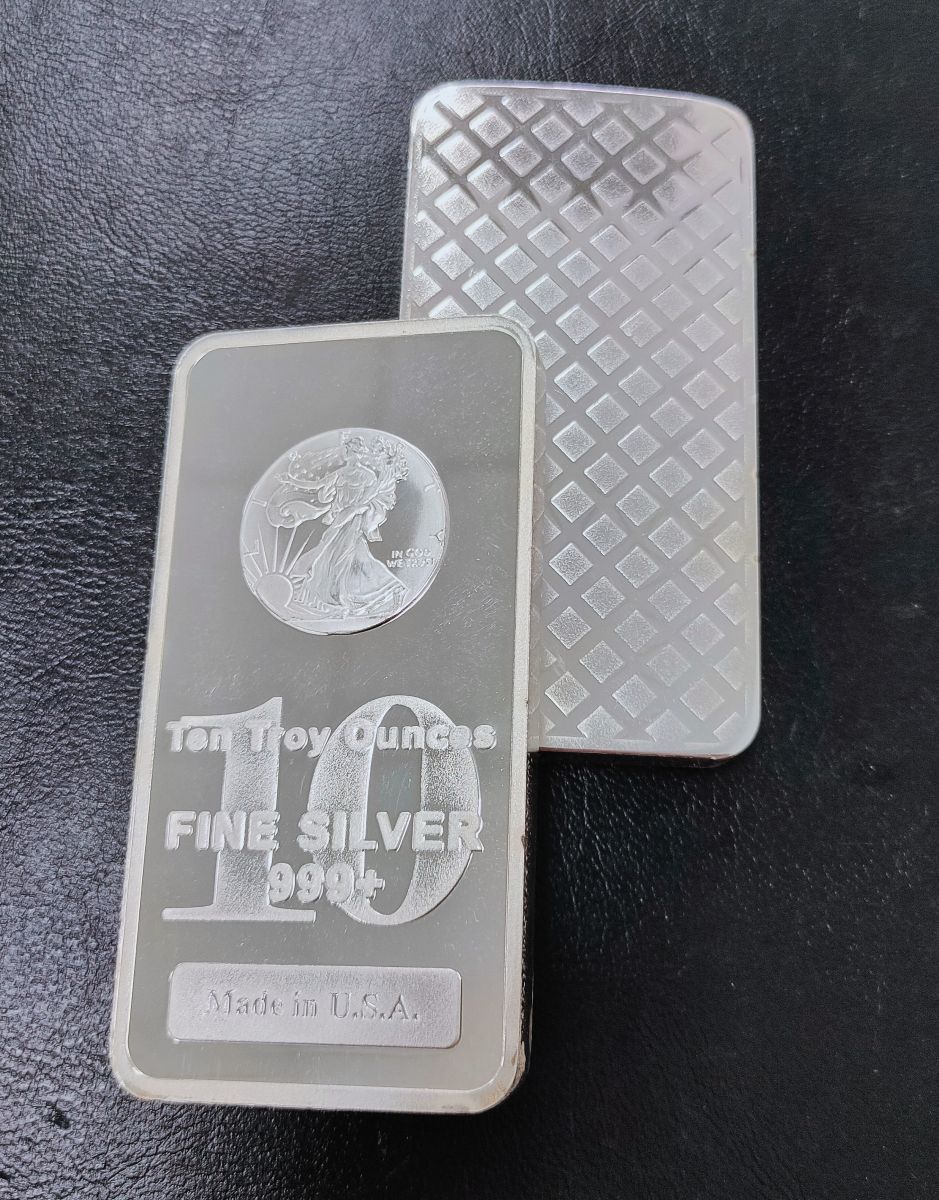 IN GOD
WE TRUST
10
Ten Troy Ounces
FINE SILVER
999+
Made in U.S.A.